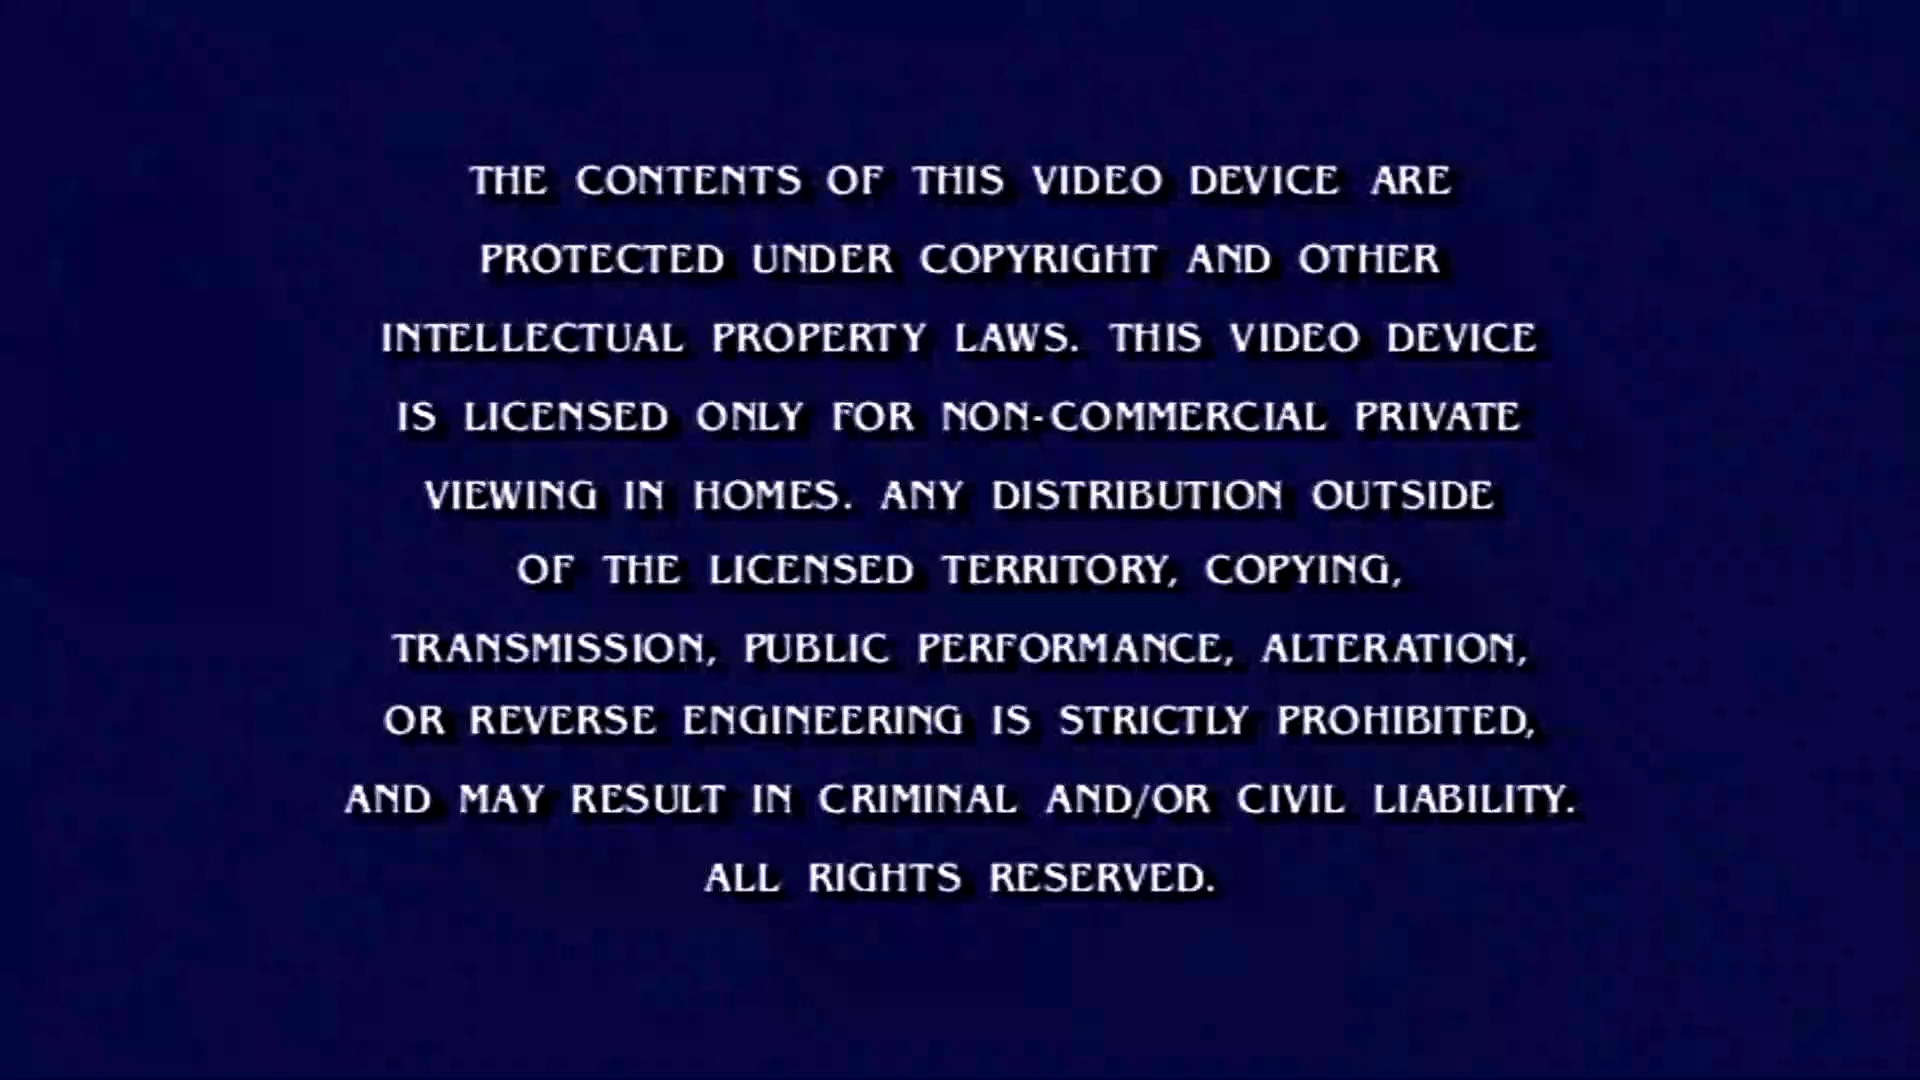 THE CONTENTS OF THIS VIDEO DEVICE ARE
PROTECTED UNDER COPYRIGHT AND OTHER
INTELLECTUAL PROPERTY LAWS. THIS VIDEO DEVICE
IS LICENSED ONLY FOR NON-COMMERCIAL PRIVATE
VIEWING IN HOMES. ANY DISTRIBUTION OUTSIDE
OF THE LICENSED TERRITORY, COPYING,
TRANSMISSION, PUBLIC PERFORMANCE, ALTERATION,
OR REVERSE ENGINEERING IS STRICTLY PROHIBITED,
AND MAY RESULT IN CRIMINAL AND/OR CIVIL LIABILITY.
ALL RIGHTS RESERVED.